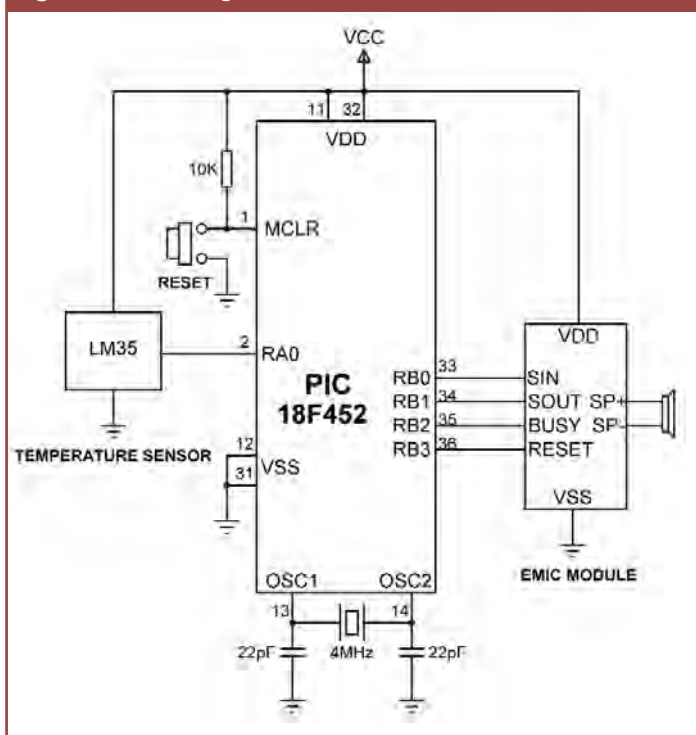 VCC
11 32
VDD
10K
1 MCLR
RESET
LM35
2 RA0
TEMPERATURE SENSOR
PIC
18F452
RB0 33
RB1 34
RB2 35
RB3 36
VDD
SIN
SOUT SP+
BUSY SP-
RESET
VSS
EMIC MODULE
12
VSS
31
OSC1 OSC2
13 14
22pF 4MHz 22pF